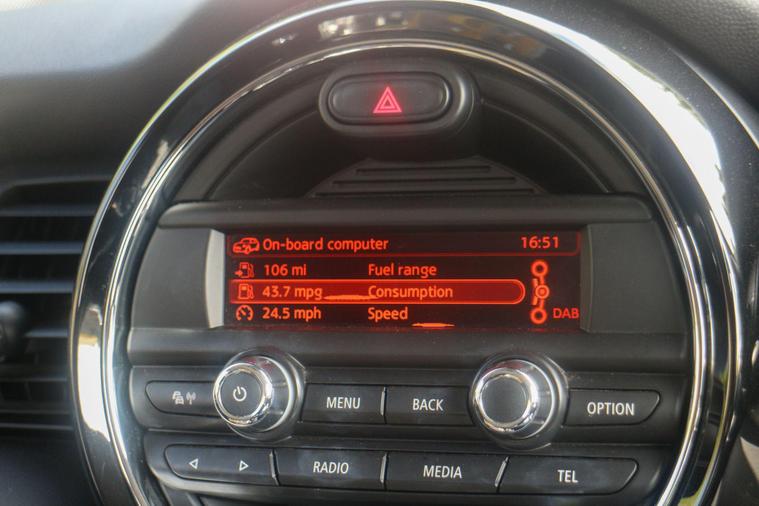 On-board computer 16:51
106 mi Fuel range
43.7 mpg Consumption
24.5 mph Speed
DAB
MENU BACK OPTION
RADIO MEDIA TEL